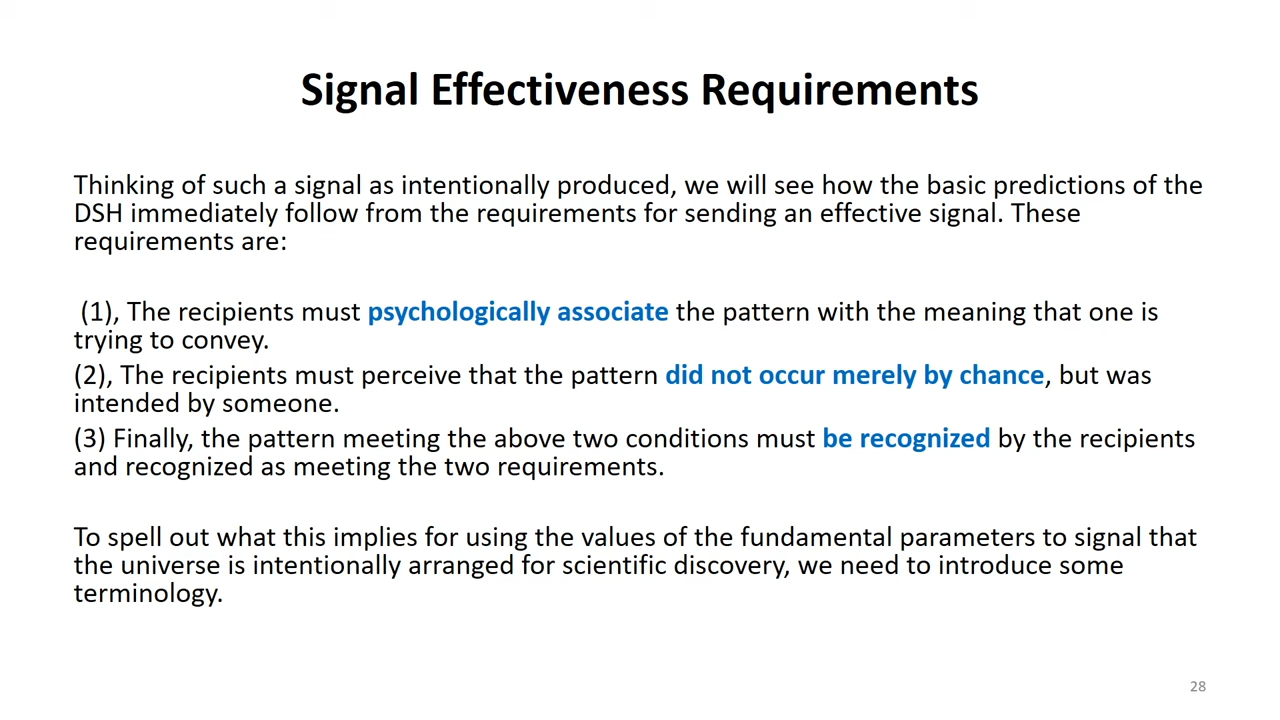 Signal Effectiveness Requirements
Thinking of such a signal as intentionally produced, we will see how the basic predictions of the
DSH immediately follow from the requirements for sending an effective signal. These
requirements are:
(1), The recipients must psychologically associate the pattern with the meaning that one is
trying to convey.
(2), The recipients must perceive that the pattern did not occur merely by chance, but was
intended by someone.
(3) Finally, the pattern meeting the above two conditions must be recognized by the recipients
and recognized as meeting the two requirements.
To spell out what this implies for using the values of the fundamental parameters to signal that
the universe is intentionally arranged for scientific discovery, we need to introduce some
terminology.
28